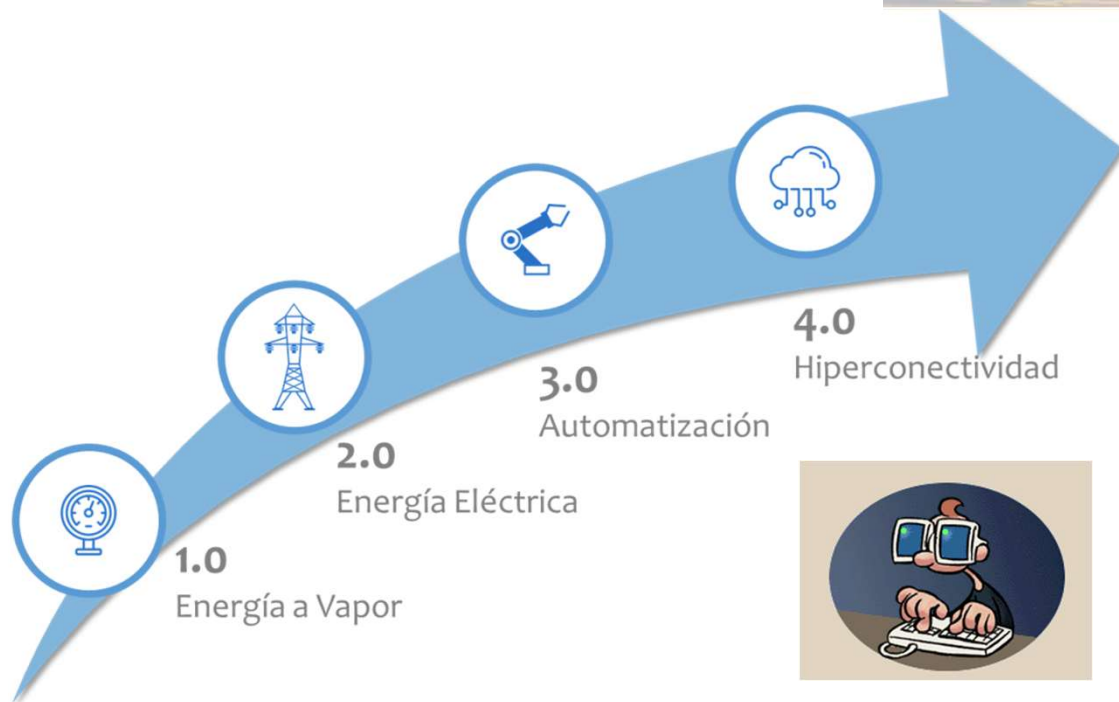 1.0
Energía a Vapor
2.0
Energía Eléctrica
3.0
Automatización
4.0
Hiperconectividad